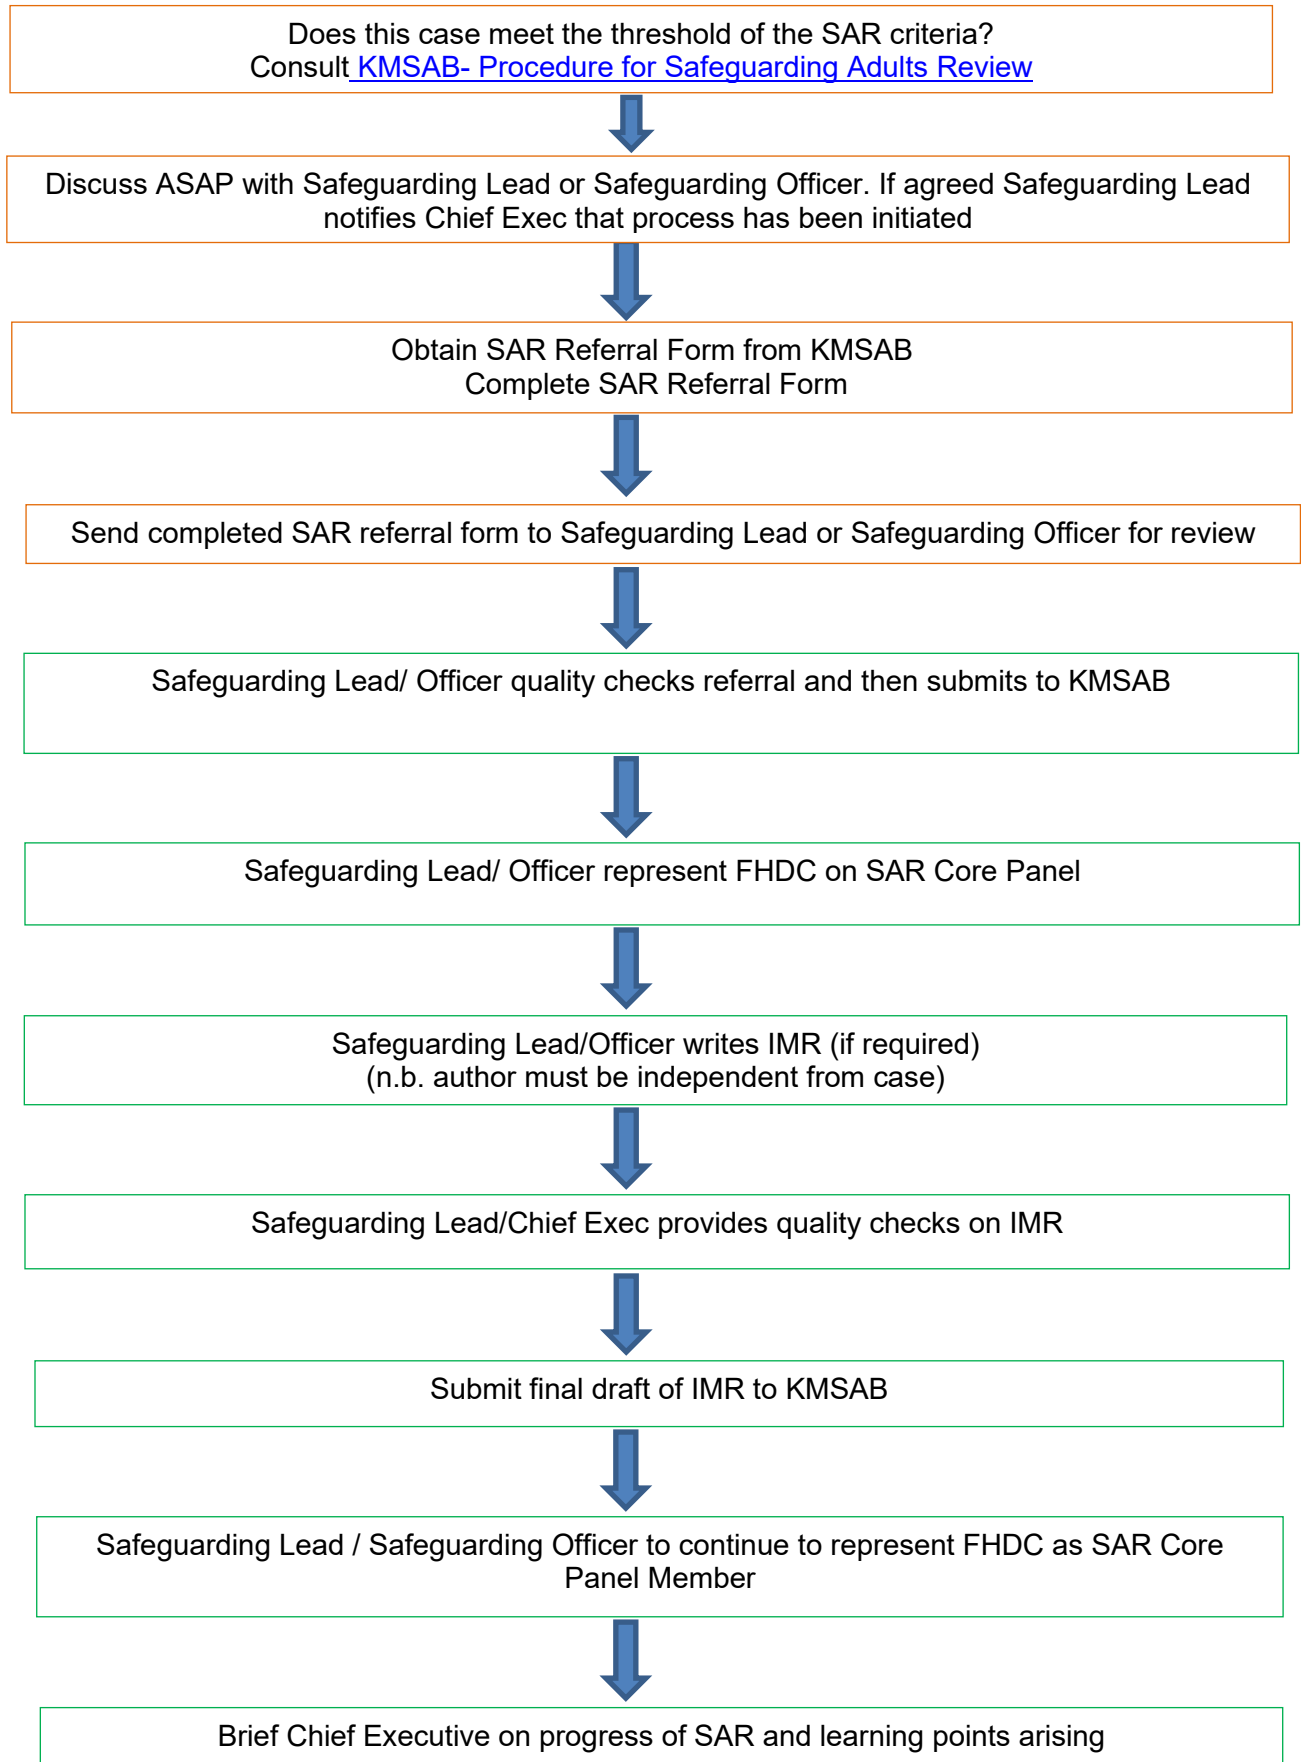 Does this case meet the threshold of the SAR criteria?
Consult KMSAB- Procedure for Safeguarding Adults Review
Discuss ASAP with Safeguarding Lead or Safeguarding Officer. If agreed Safeguarding Lead
notifies Chief Exec that process has been initiated
Obtain SAR Referral Form from KMSAB
Complete SAR Referral Form
Send completed SAR referral form to Safeguarding Lead or Safeguarding Officer for review
Safeguarding Lead/ Officer quality checks referral and then submits to KMSAB
Safeguarding Lead/ Officer represent FHDC on SAR Core Panel
Safeguarding Lead/Officer writes IMR (if required)
(n.b. author must be independent from case)
Safeguarding Lead/Chief Exec provides quality checks on IMR
Submit final draft of IMR to KMSAB
Safeguarding Lead / Safeguarding Officer to continue to represent FHDC as SAR Core
Panel Member
Brief Chief Executive on progress of SAR and learning points arising